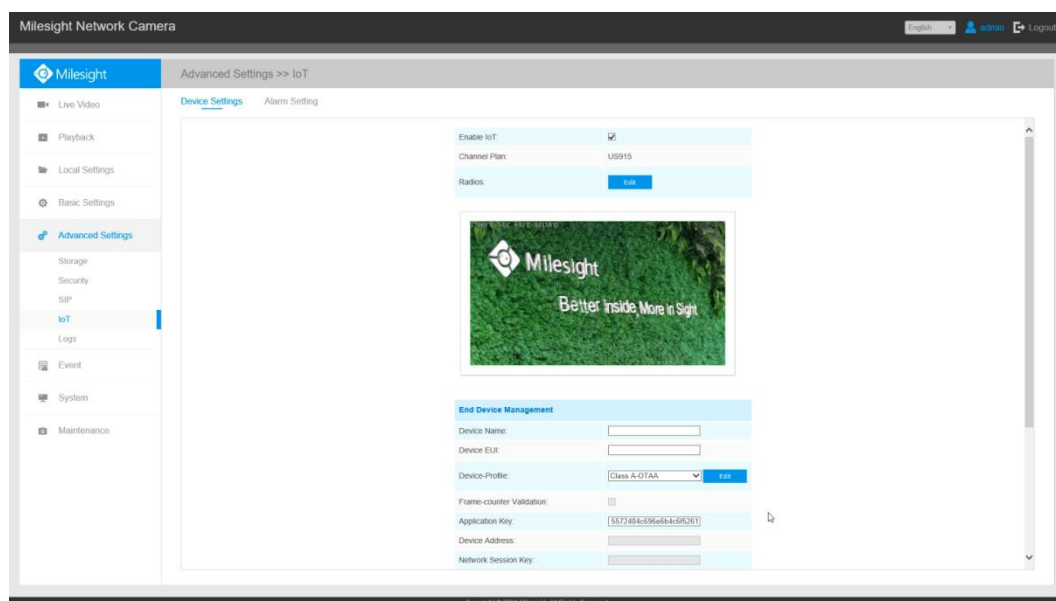 Milesight Network Camera
English
admin
Logout
Milesight
Advanced Settings >> IoT
Live Video
Playback
Local Settings
Basic Settings
Advanced Settings
Storage
Security
SIP
IoT
Logs
Event
System
Maintenance
Device Settings
Alarm Setting
Enable IoT:
Channel Plan: US915
Radios: Edit
Milesight
Better inside, More in Sight
End Device Management
Device Name:
Device EUI:
Device-Profile: Class A-OTAA Edit
Frame-counter Validation:
Application Key: 5572404c696e6b4c6f5261
Device Address:
Network Session Key: